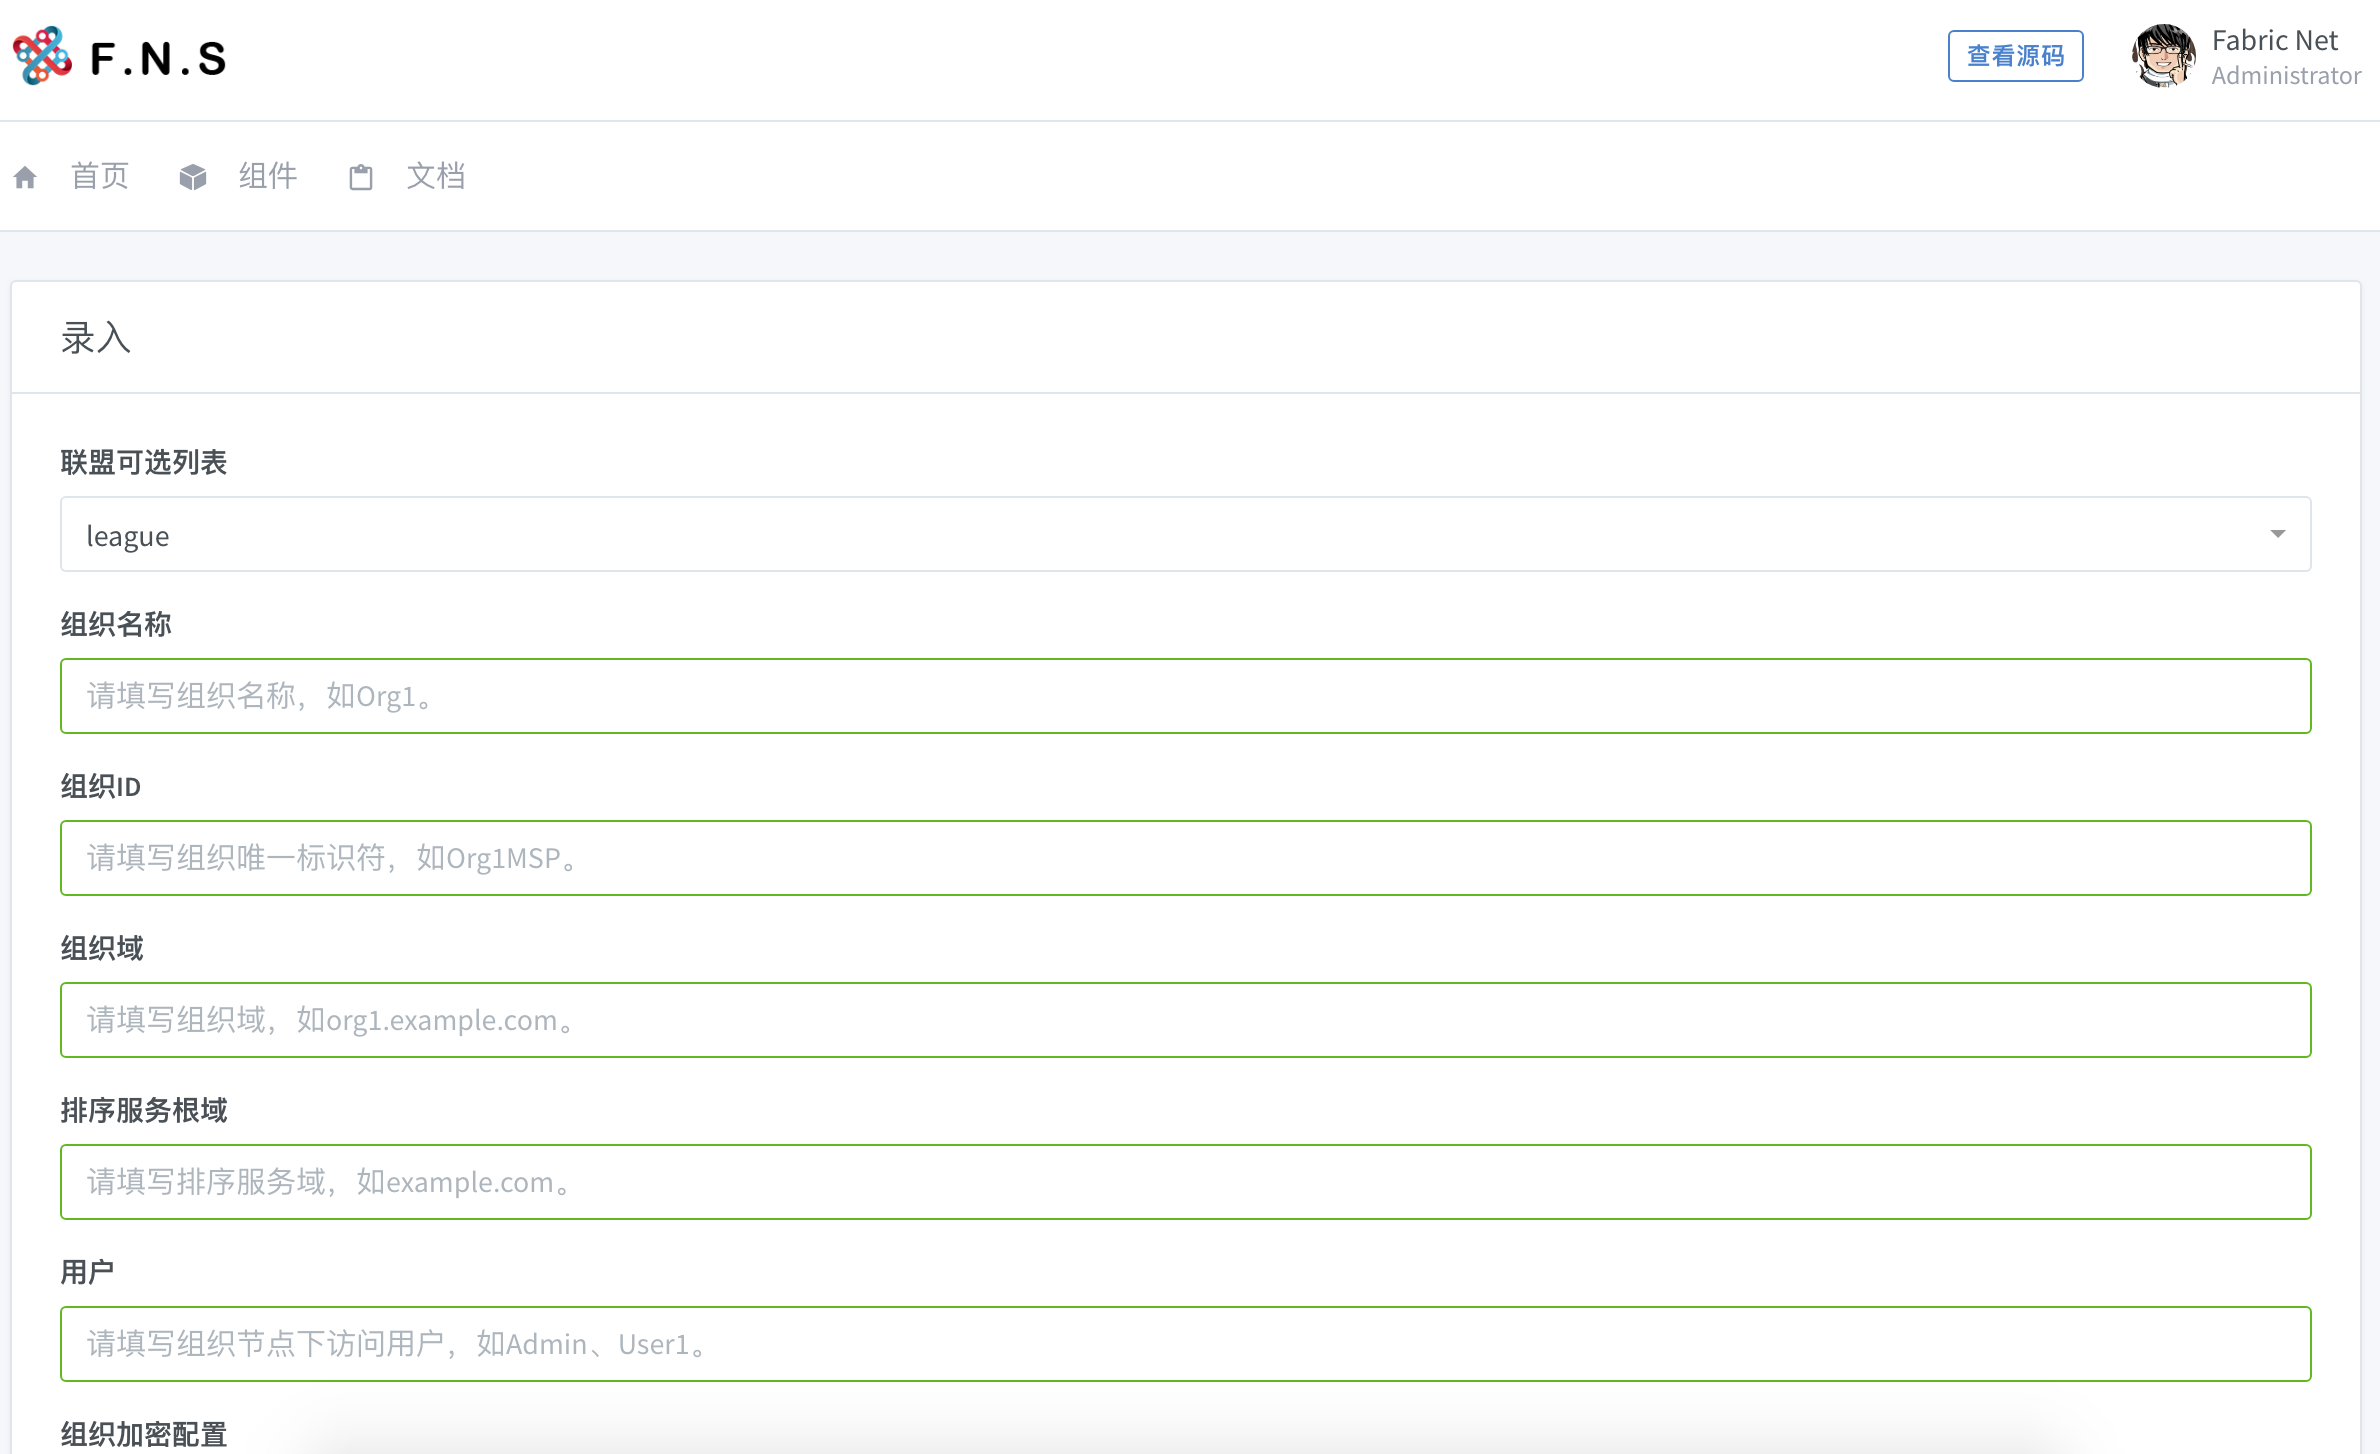 F.N.S
查看源码
Fabric Net
Administrator
首页
组件
文档
录入
联盟可选列表
league
组织名称
请填写组织名称，如Org1。
组织ID
请填写组织唯一标识符，如Org1MSP。
组织域
请填写组织域，如org1.example.com。
排序服务根域
请填写排序服务域，如example.com。
用户
请填写组织节点下访问用户，如Admin、User1。
组织加密配置